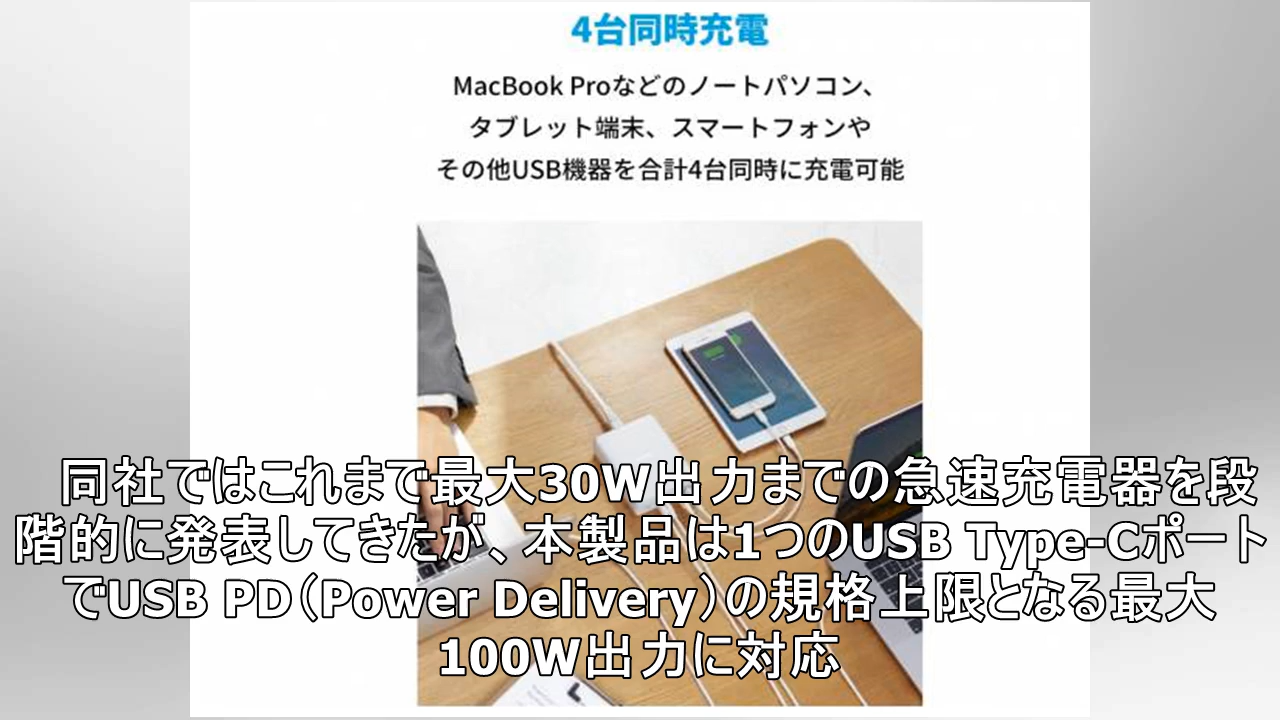 4台同時充電
MacBook Proなどのノートパソコン、
タブレット端末、スマートフォンや
その他USB機器を合計4台同時に充電可能
同社ではこれまで最大30W出力までの急速充電器を段
階的に発表してきたが、本製品は1つのUSB Type-Cポート
でUSB PD（Power Delivery）の規格上限となる最大
100W出力に対応